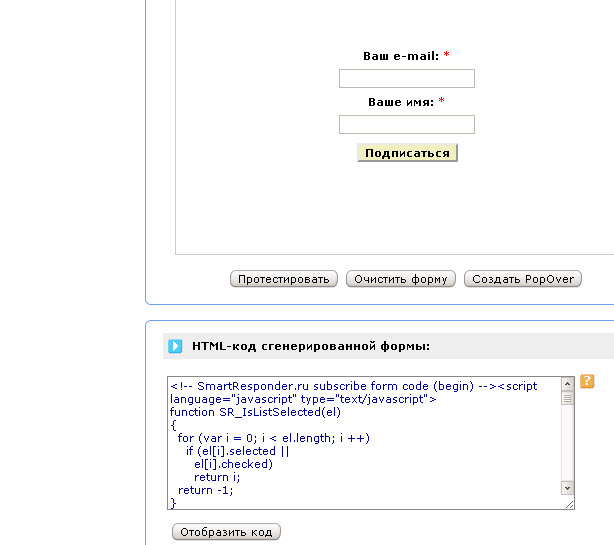 Ваш e-mail: *
Ваше имя: *
Подписаться
Протестировать Очистить форму Создать PopOver
HTML-код сгенерированной формы:
<!-- SmartResponder.ru subscribe form code (begin) --><script
language="javascript" type="text/javascript">
function SR_IsListSelected(el)
{
for (var i = 0; i < el.length; i ++)
if (el[i].selected ||
el[i].checked)
return i;
return -1;
}
?
Отобразить код